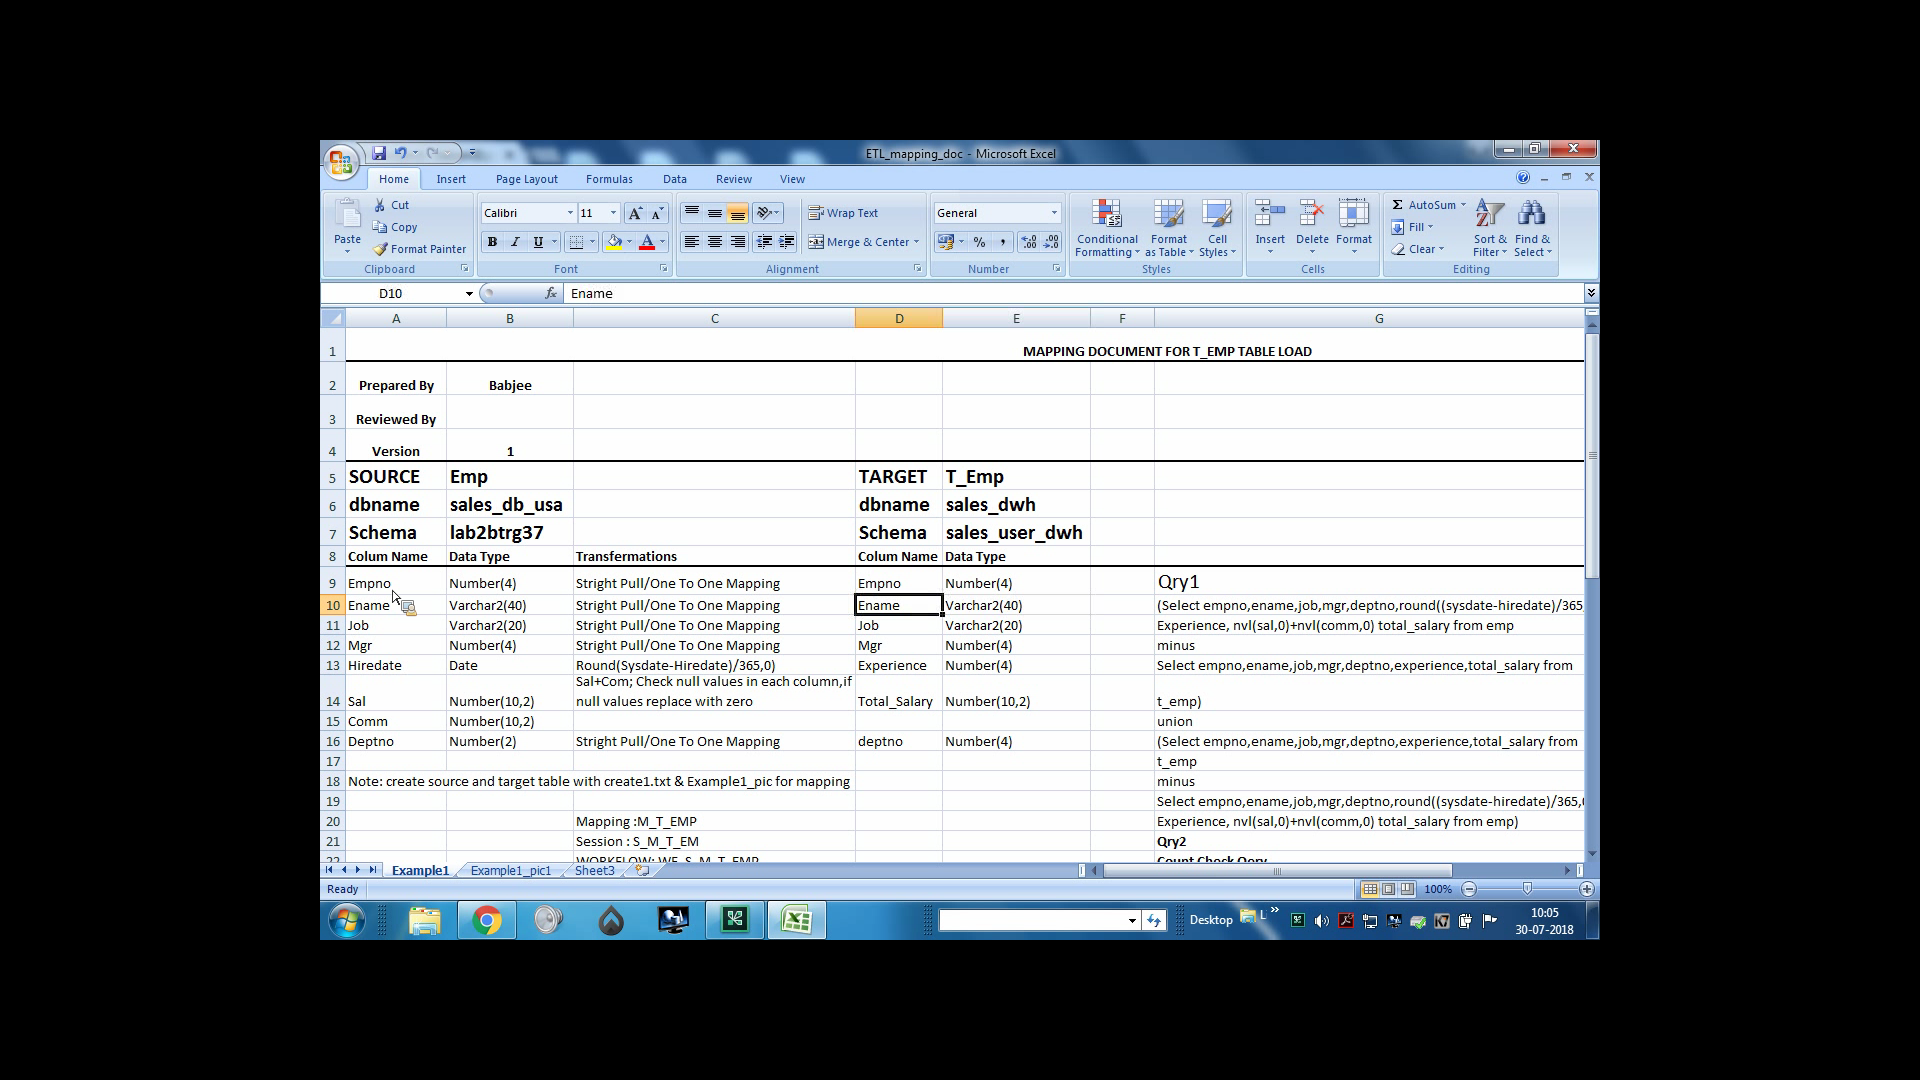 ETL_mapping_doc - Microsoft Excel
Home Insert Page Layout Formulas Data Review View
Paste
Cut
Copy
Format Painter
Clipboard
Calibri 11
B I U
Font
Wrap Text
Merge & Center
Alignment
General
%
Number
Conditional Formatting
Format as Table
Cell Styles
Styles
Insert Delete Format
Cells
Σ AutoSum
Fill
Clear
Sort & Filter
Find & Select
Editing
D10 fx Ename
A B C D E F G
1 MAPPING DOCUMENT FOR T_EMP TABLE LOAD
2 Prepared By Babjee
3 Reviewed By
4 Version 1
5 SOURCE Emp TARGET T_Emp
6 dbname sales_db_usa dbname sales_dwh
7 Schema lab2btrg37 Schema sales_user_dwh
8 Colum Name Data Type Transfermations Colum Name Data Type
9 Empno Number(4) Stright Pull/One To One Mapping Empno Number(4) Qry1
10 Ename Varchar2(40) Stright Pull/One To One Mapping Ename Varchar2(40) (Select empno,ename,job,mgr,deptno,round((sysdate-hiredate)/365,
11 Job Varchar2(20) Stright Pull/One To One Mapping Job Varchar2(20) Experience, nvl(sal,0)+nvl(comm,0) total_salary from emp
12 Mgr Number(4) Stright Pull/One To One Mapping Mgr Number(4) minus
13 Hiredate Date Round(Sysdate-Hiredate)/365,0) Experience Number(4) Select empno,ename,job,mgr,deptno,experience,total_salary from
Sal+Com; Check null values in each column,if
14 Sal Number(10,2) null values replace with zero Total_Salary Number(10,2) t_emp)
15 Comm Number(10,2) union
16 Deptno Number(2) Stright Pull/One To One Mapping deptno Number(4) (Select empno,ename,job,mgr,deptno,experience,total_salary from
17 t_emp
18 Note: create source and target table with create1.txt & Example1_pic for mapping minus
19 Select empno,ename,job,mgr,deptno,round((sysdate-hiredate)/365,
20 Mapping :M_T_EMP Experience, nvl(sal,0)+nvl(comm,0) total_salary from emp)
21 Session : S_M_T_EM Qry2
22 WORKFLOW: WF_S_M_T_EMP Count Check Qery
Example1 Example1_pic1 Sheet3
Ready 100%
Desktop L 10:05
30-07-2018